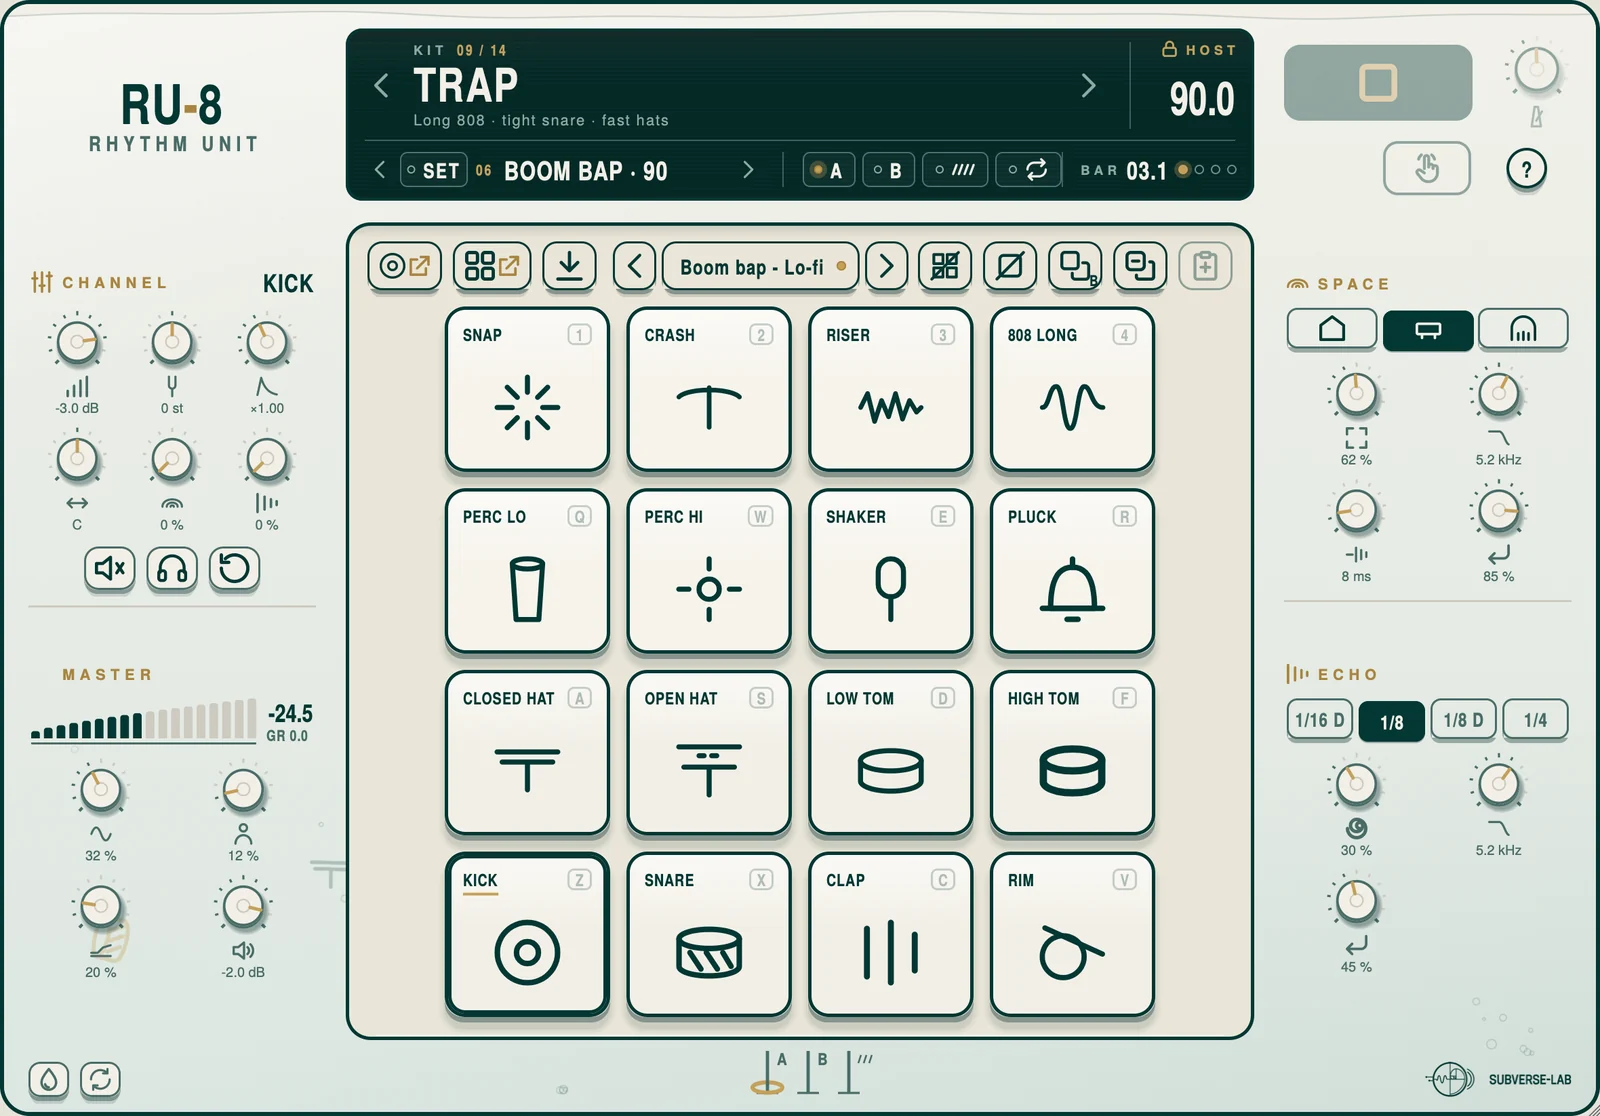 RU-8
RHYTHM UNIT
KIT 09 / 14
TRAP
Long 808 · tight snare · fast hats
HOST
90.0
SET 06 BOOM BAP · 90
A
B
BAR 03.1
?
CHANNEL KICK
-3.0 dB
0 st
×1.00
C
0 %
0 %
MASTER
-24.5
GR 0.0
32 %
12 %
20 %
-2.0 dB
Boom bap - Lo-fi
B
SNAP 1
CRASH 2
RISER 3
808 LONG 4
PERC LO Q
PERC HI W
SHAKER E
PLUCK R
CLOSED HAT A
OPEN HAT S
LOW TOM D
HIGH TOM F
KICK Z
SNARE X
CLAP C
RIM V
SPACE
62 %
5.2 kHz
8 ms
85 %
ECHO
1/16 D
1/8
1/8 D
1/4
30 %
5.2 kHz
45 %
A
B
SUBVERSE-LAB